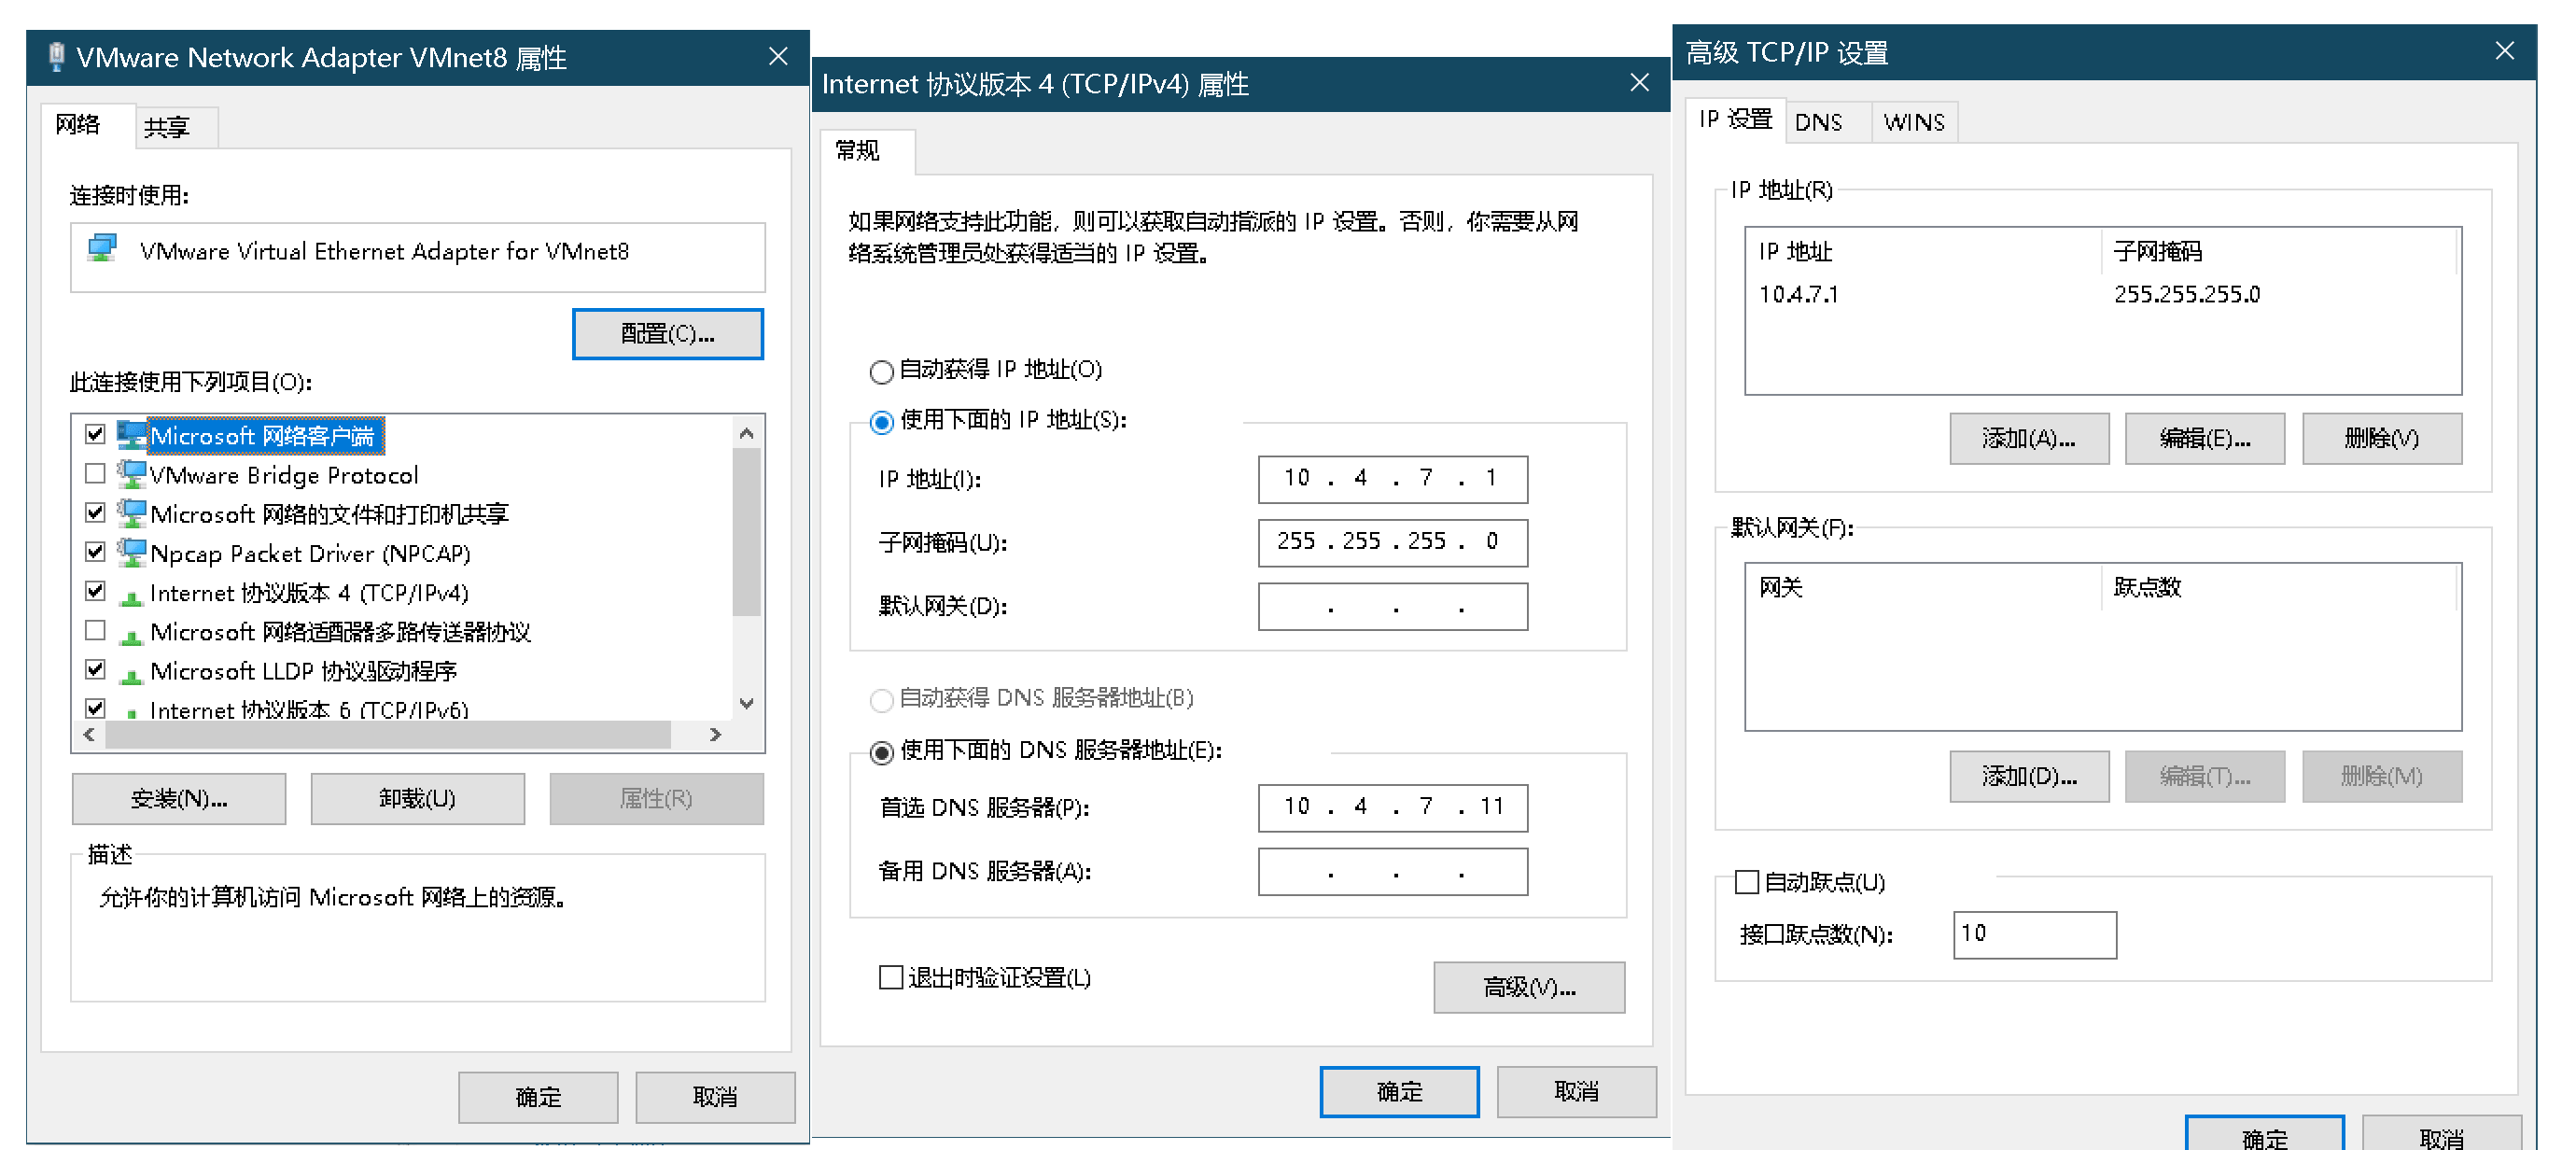 VMware Network Adapter VMnet8 属性
网络
共享
连接时使用:
VMware Virtual Ethernet Adapter for VMnet8
配置(C)...
此连接使用下列项目(O):
Microsoft 网络客户端
VMware Bridge Protocol
Microsoft 网络的文件和打印机共享
Npcap Packet Driver (NPCAP)
Internet 协议版本 4 (TCP/IPv4)
Microsoft 网络适配器多路传送器协议
Microsoft LLDP 协议驱动程序
Internet 协议版本 6 (TCP/IPv6)
安装(N)...
卸载(U)
属性(R)
描述
允许你的计算机访问 Microsoft 网络上的资源。
确定
取消
Internet 协议版本 4 (TCP/IPv4) 属性
常规
如果网络支持此功能，则可以获取自动指派的 IP 设置。否则，你需要从网
络系统管理员处获得适当的 IP 设置。
自动获得 IP 地址(O)
使用下面的 IP 地址(S):
IP 地址(I):
10 . 4 . 7 . 1
子网掩码(U):
255 . 255 . 255 . 0
默认网关(D):
. . .
自动获得 DNS 服务器地址(B)
使用下面的 DNS 服务器地址(E):
首选 DNS 服务器(P):
10 . 4 . 7 . 11
备用 DNS 服务器(A):
. . .
退出时验证设置(L)
高级(V)...
确定
取消
高级 TCP/IP 设置
IP 设置
DNS
WINS
IP 地址(R)
IP 地址
子网掩码
10.4.7.1
255.255.255.0
添加(A)...
编辑(E)...
删除(V)
默认网关(F):
网关
跃点数
添加(D)...
编辑(T)...
删除(M)
自动跃点(U)
接口跃点数(N):
10
确定
取消